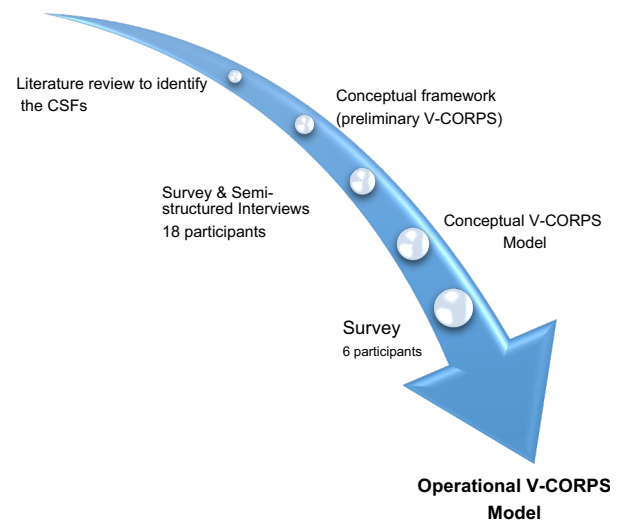 Literature review to identify
the CSFs
Conceptual framework
(preliminary V-CORPS)
Survey & Semi-
structured Interviews
18 participants
Conceptual V-CORPS
Model
Survey
6 participants
Operational V-CORPS
Model